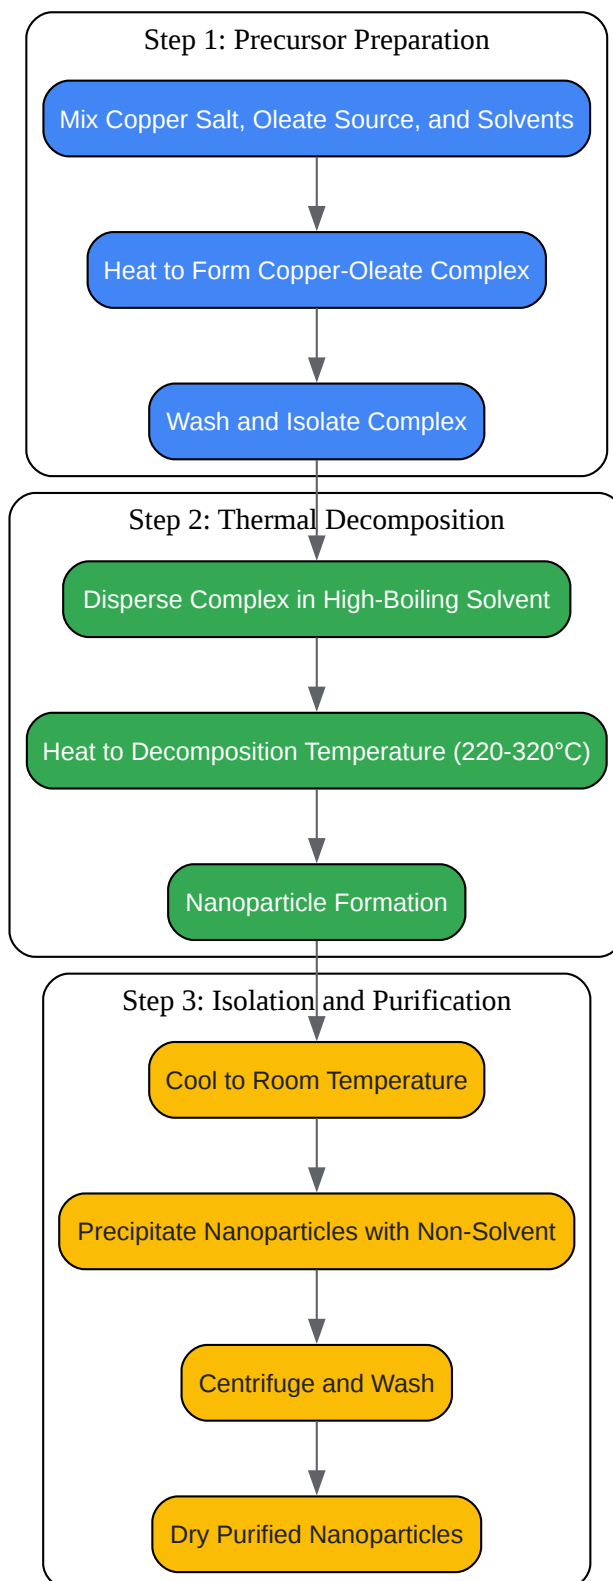 Step 1: Precursor Preparation
Mix Copper Salt, Oleate Source, and Solvents
Heat to Form Copper-Oleate Complex
Wash and Isolate Complex
Step 2: Thermal Decomposition
Disperse Complex in High-Boiling Solvent
Heat to Decomposition Temperature (220-320°C)
Nanoparticle Formation
Step 3: Isolation and Purification
Cool to Room Temperature
Precipitate Nanoparticles with Non-Solvent
Centrifuge and Wash
Dry Purified Nanoparticles